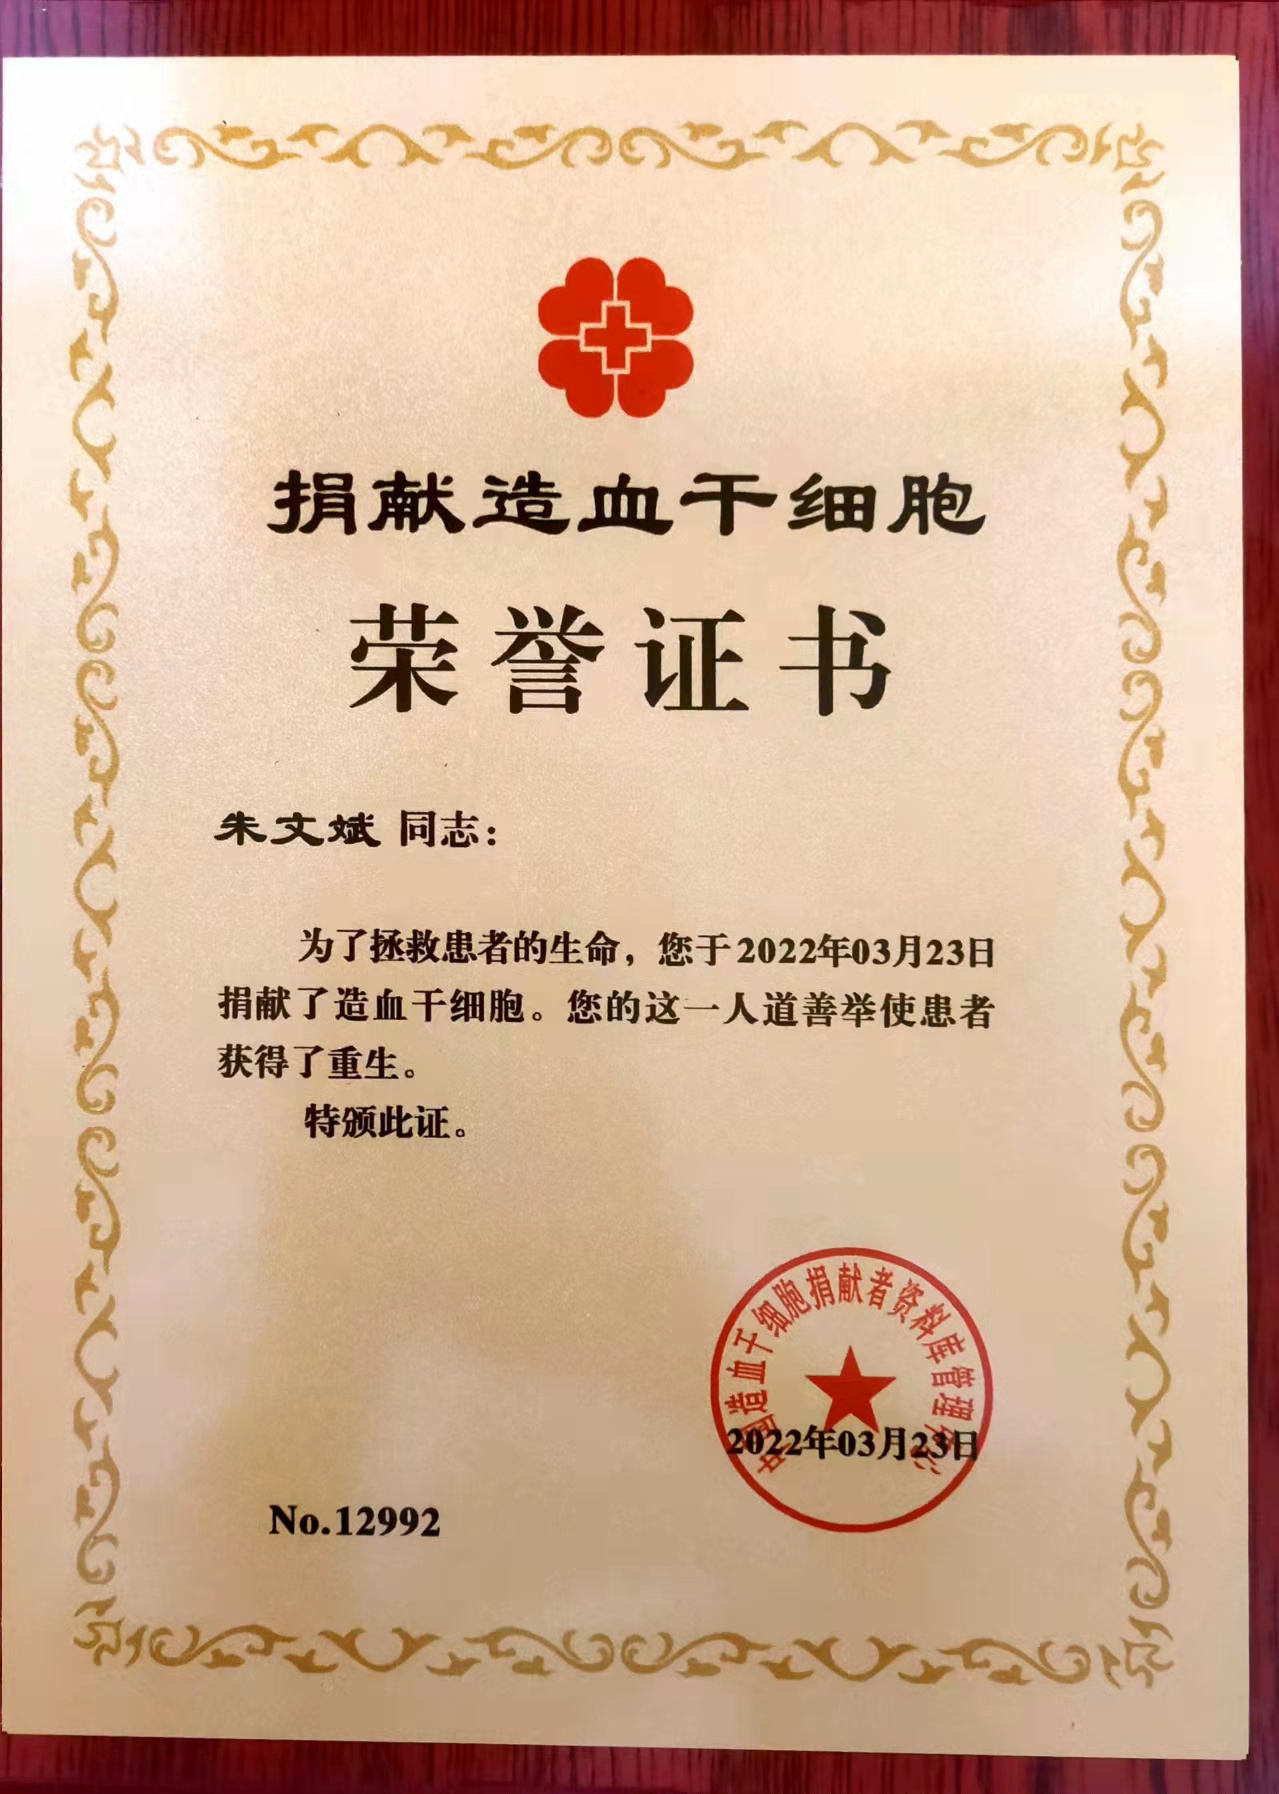 捐献造血干细胞
荣誉证书
朱文斌 同志：
为了拯救患者的生命，您于2022年03月23日
捐献了造血干细胞。您的这一人道善举使患者
获得了重生。
特颁此证。
中国造血干细胞捐献者资料库管理中心
2022年03月23日
No.12992